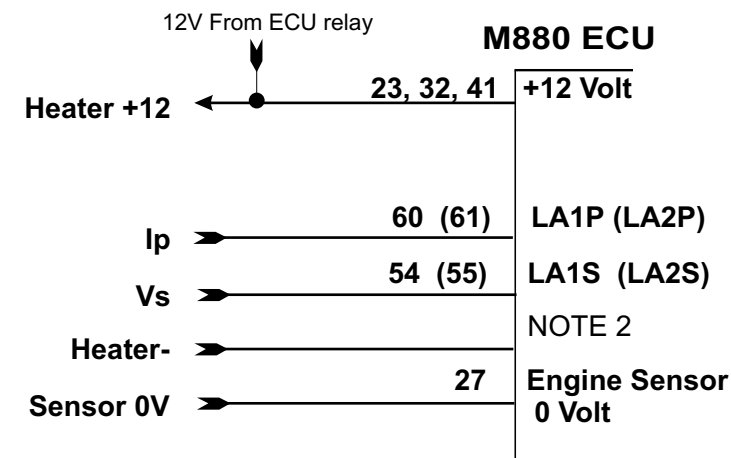 12V From ECU relay
M880 ECU
Heater +12
23, 32, 41
+12 Volt
Ip
60 (61)
LA1P (LA2P)
Vs
54 (55)
LA1S (LA2S)
Heater-
NOTE 2
Sensor 0V
27
Engine Sensor
0 Volt